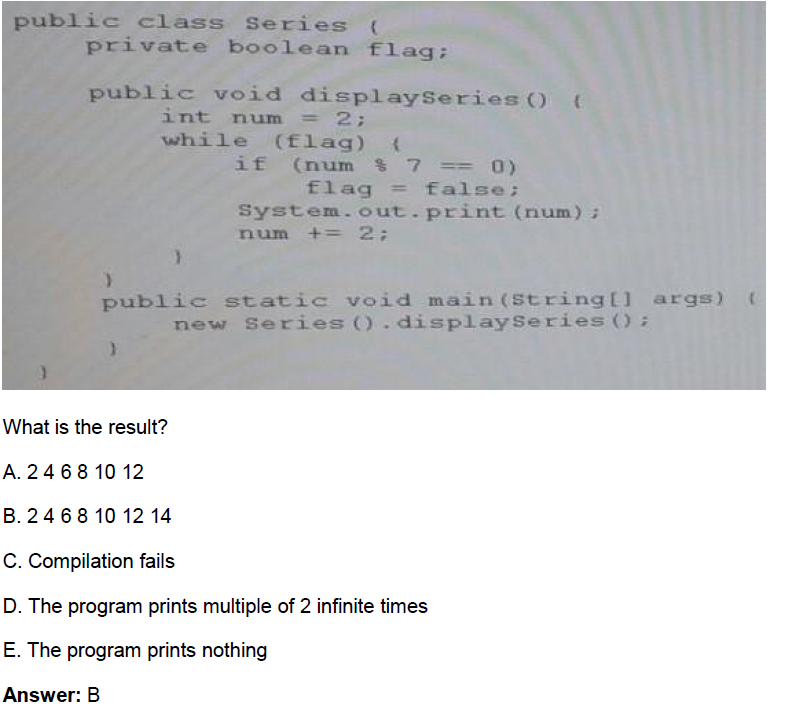 public class Series {
private boolean flag;
public void displaySeries() {
int num = 2;
while (flag) {
if (num % 7 == 0)
flag = false;
System.out.print(num);
num += 2;
}
}
public static void main(String[] args) {
new Series().displaySeries();
}
}
What is the result?
A. 2 4 6 8 10 12
B. 2 4 6 8 10 12 14
C. Compilation fails
D. The program prints multiple of 2 infinite times
E. The program prints nothing
Answer: B